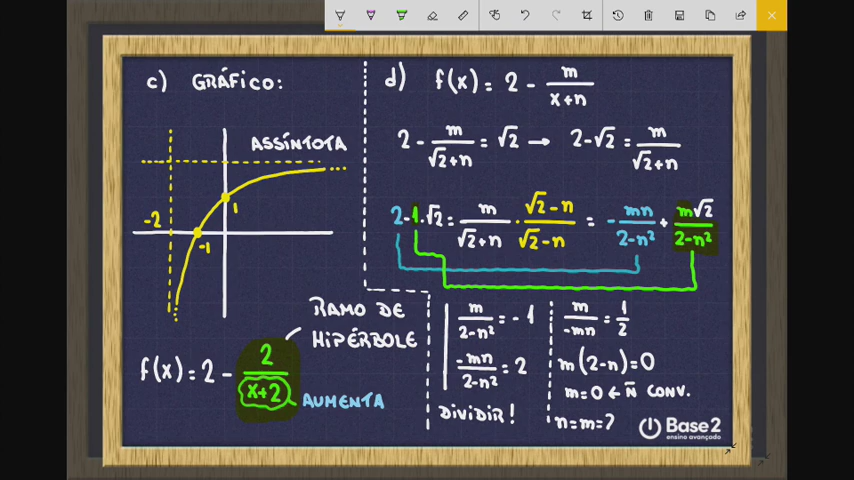 c) GRÁFICO:
ASSÍNTOTA
-2
1
-1
RAMO DE
HIPÉRBOLE
f(x) = 2 - 2/(x+2)
AUMENTA
d) f(x) = 2 - m/(x+n)
2 - m/(√2+n) = √2 → 2-√2 = m/(√2+n)
2-1.√2 = m/(√2+n) · (√2-n)/(√2-n) = -mn/(2-n²) + m√2/(2-n²)
m/(2-n²) = -1
-mn/(2-n²) = 2
DIVIDIR!
m/-mn = 1/2
m(2-n)=0
m=0 ← N̄ CONV.
n=m=?
Base2
ensino avançado